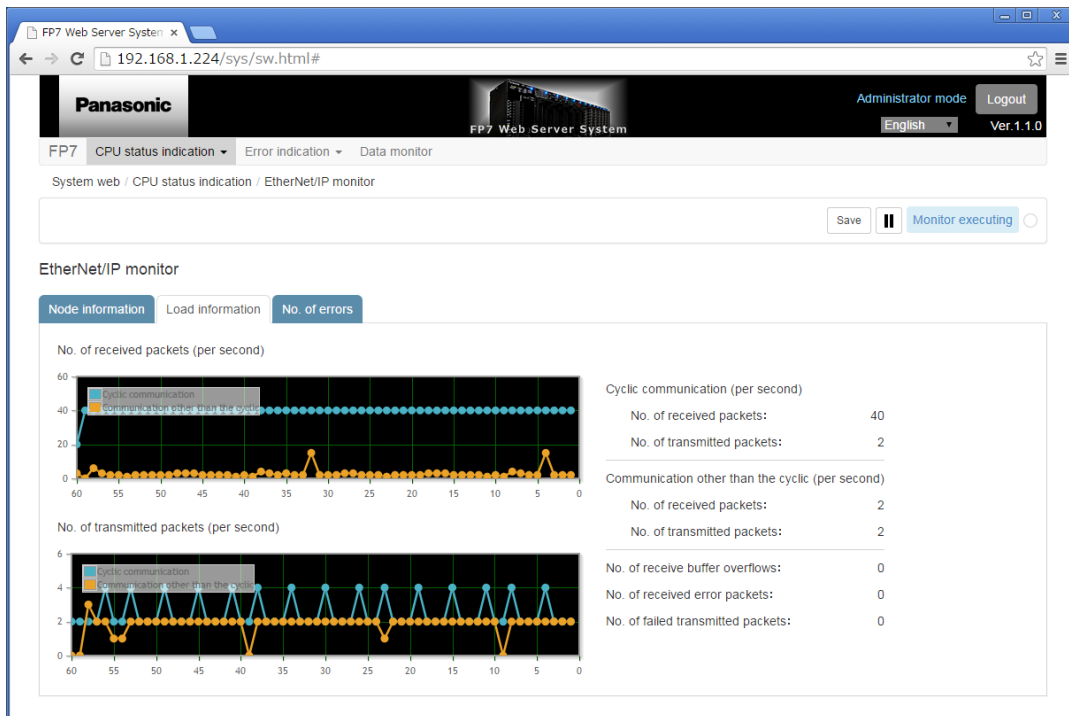 FP7 Web Server System
192.168.1.224/sys/sw.html#
Panasonic
FP7 Web Server System
Administrator mode
Logout
English
Ver.1.1.0
FP7 CPU status indication Error indication Data monitor
System web / CPU status indication / EtherNet/IP monitor
Save
Monitor executing
EtherNet/IP monitor
Node information Load information No. of errors
No. of received packets (per second)
60
40
20
0
Cyclic communication
Communication other than the cyclic
60 55 50 45 40 35 30 25 20 15 10 5 0
No. of transmitted packets (per second)
6
4
2
0
Cyclic communication
Communication other than the cyclic
60 55 50 45 40 35 30 25 20 15 10 5 0
Cyclic communication (per second)
No. of received packets: 40
No. of transmitted packets: 2
Communication other than the cyclic (per second)
No. of received packets: 2
No. of transmitted packets: 2
No. of receive buffer overflows: 0
No. of received error packets: 0
No. of failed transmitted packets: 0